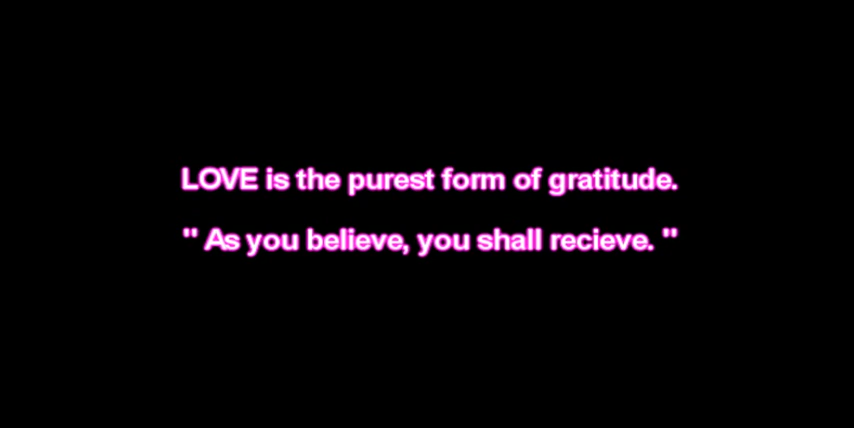 LOVE is the purest form of gratitude.
" As you believe, you shall recieve. "